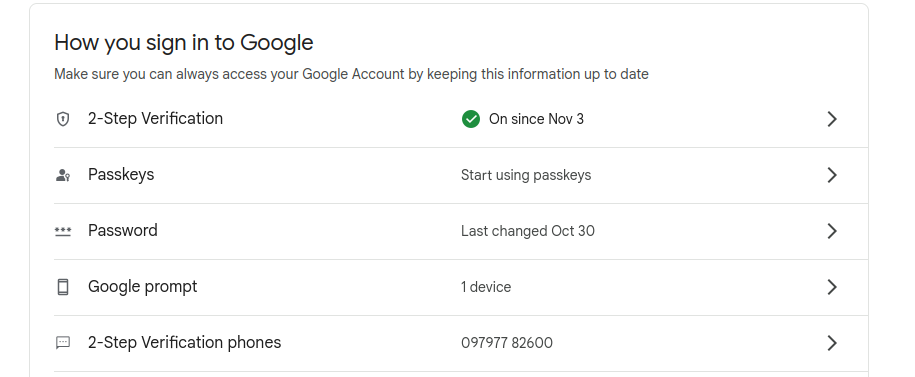 How you sign in to Google
Make sure you can always access your Google Account by keeping this information up to date
2-Step Verification
On since Nov 3
Passkeys
Start using passkeys
Password
Last changed Oct 30
Google prompt
1 device
2-Step Verification phones
097977 82600